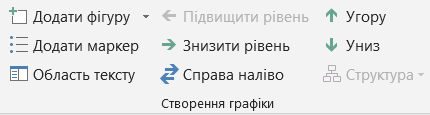 Додати фігуру Підвищити рівень Угору
Додати маркер Знизити рівень Униз
Область тексту Справа наліво Структура
Створення графіки